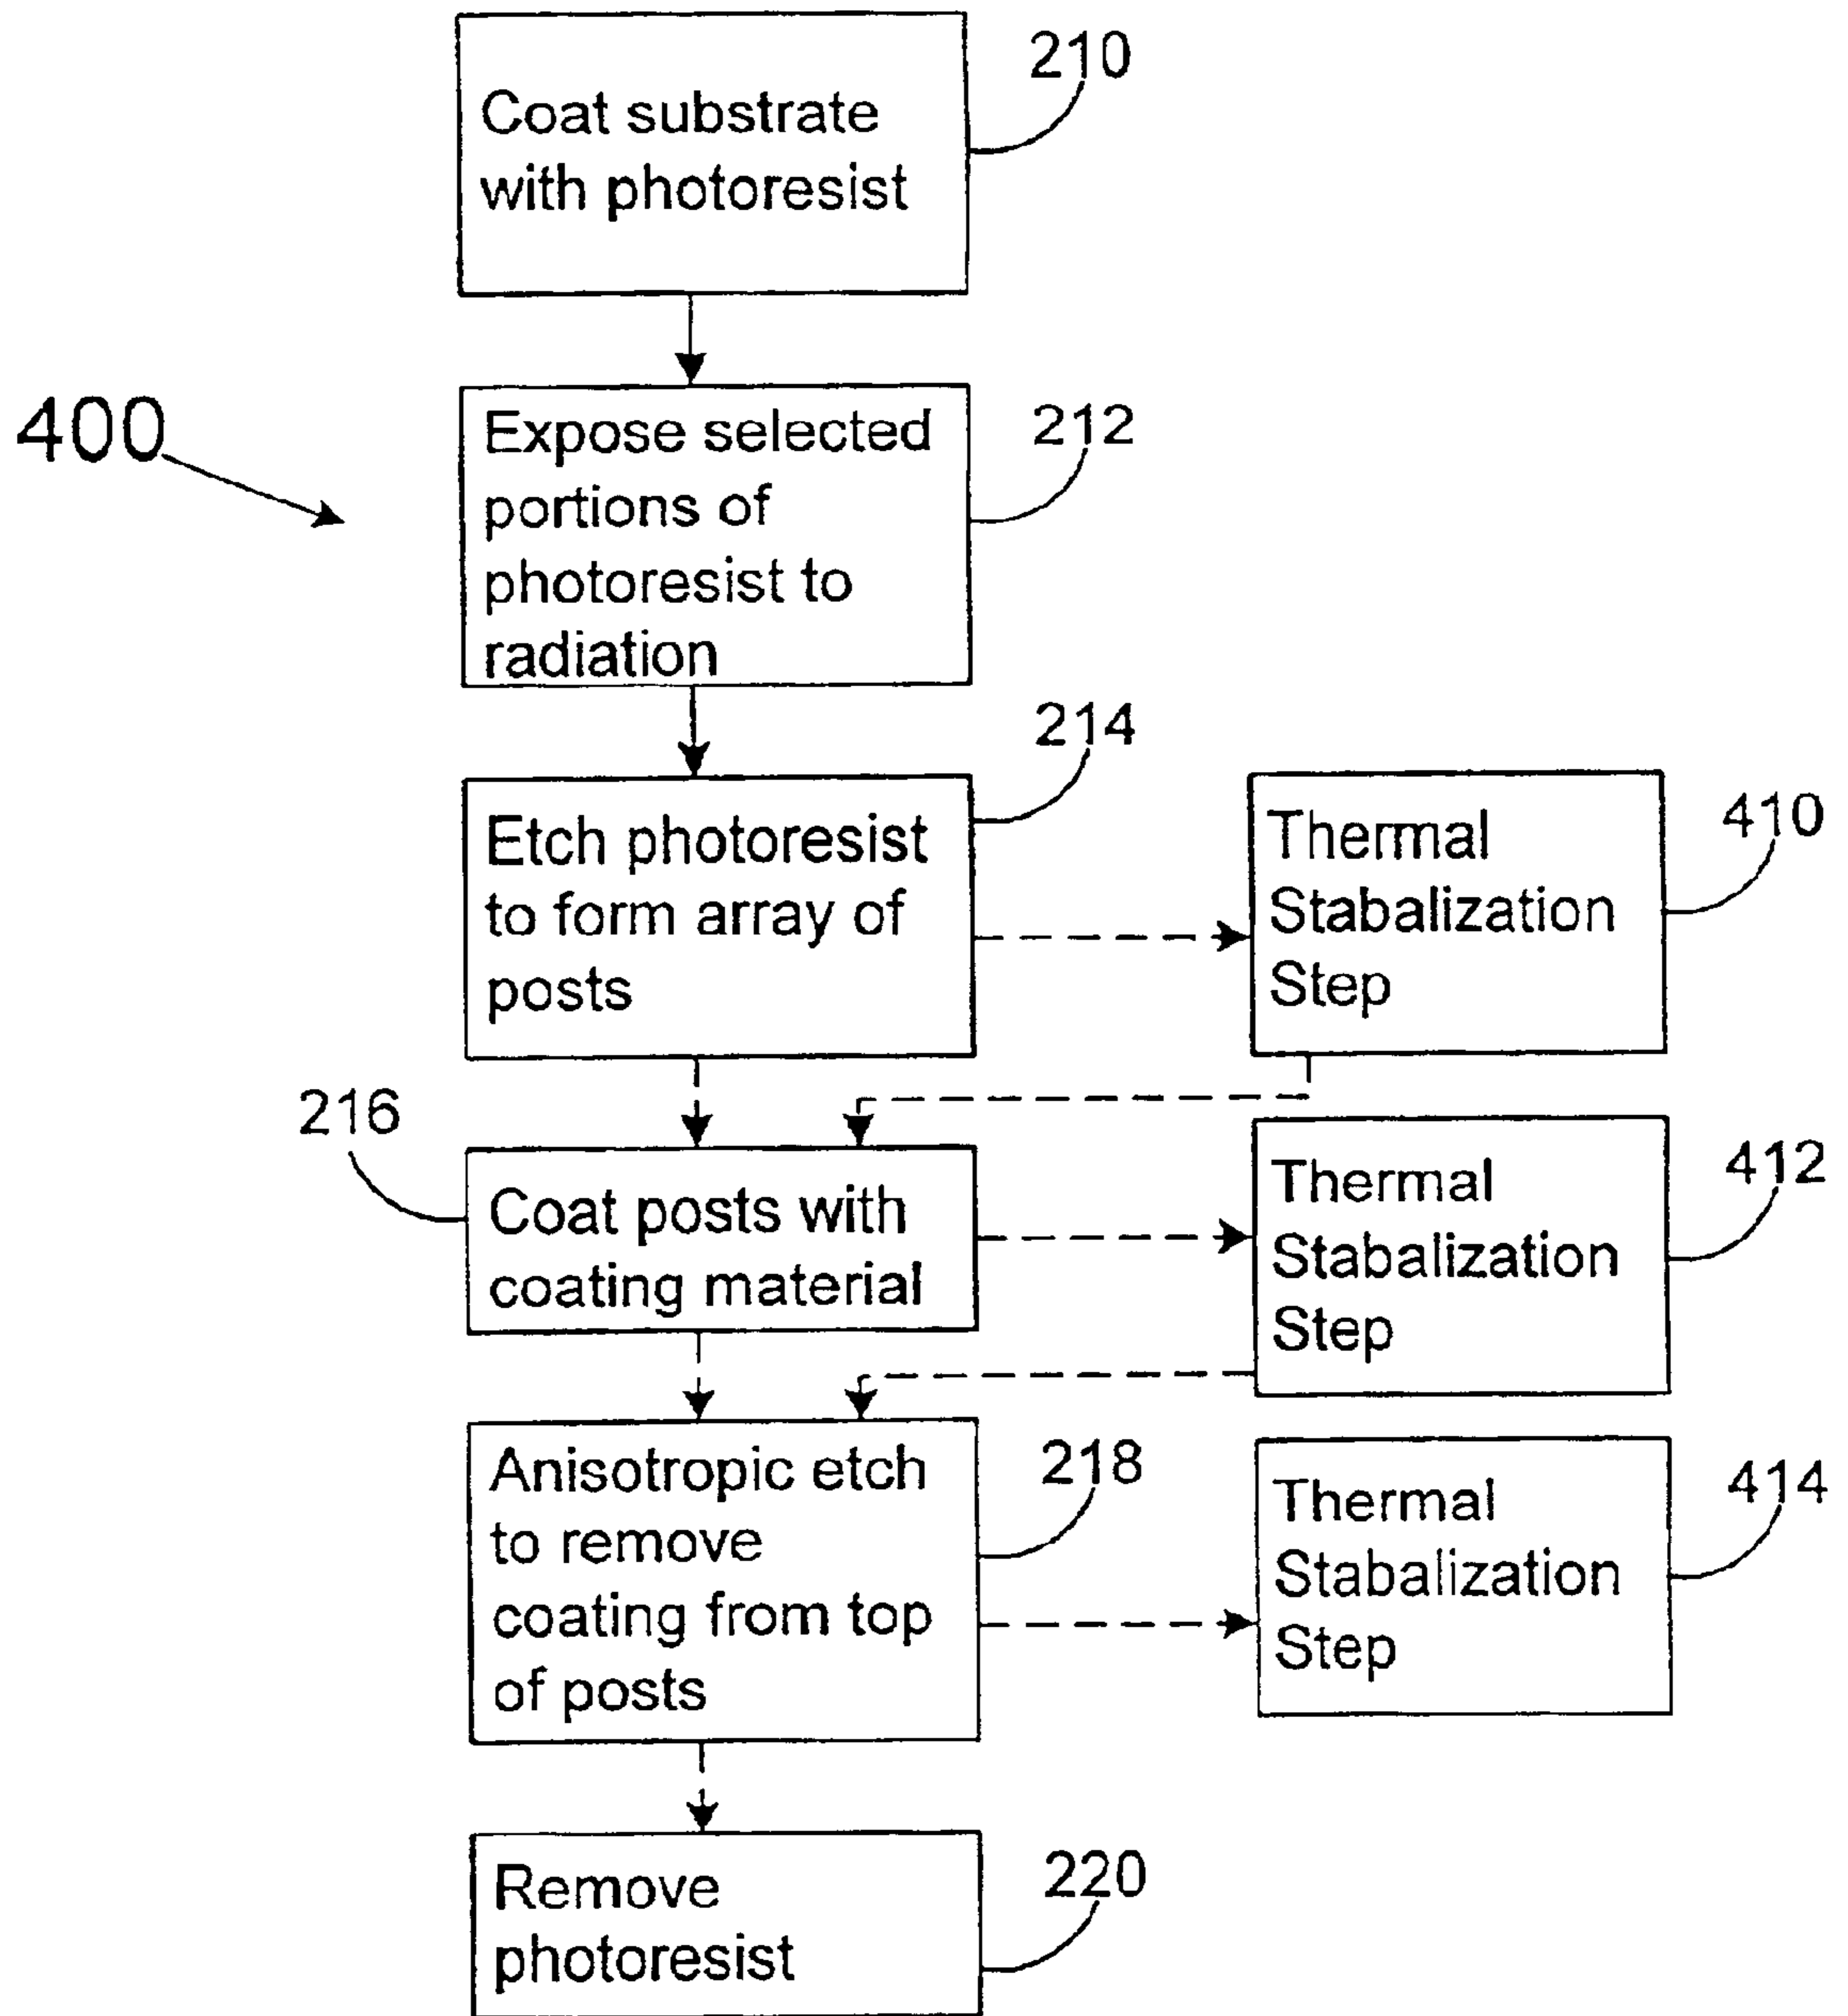 Coat substrate
with photoresist
210
400
Expose selected
portions of
photoresist to
radiation
212
Etch photoresist
to form array of
posts
214
Thermal
Stabalization
Step
410
216
Coat posts with
coating material
Thermal
Stabalization
Step
412
Anisotropic etch
to remove
coating from top
of posts
218
Thermal
Stabalization
Step
414
Remove
photoresist
220